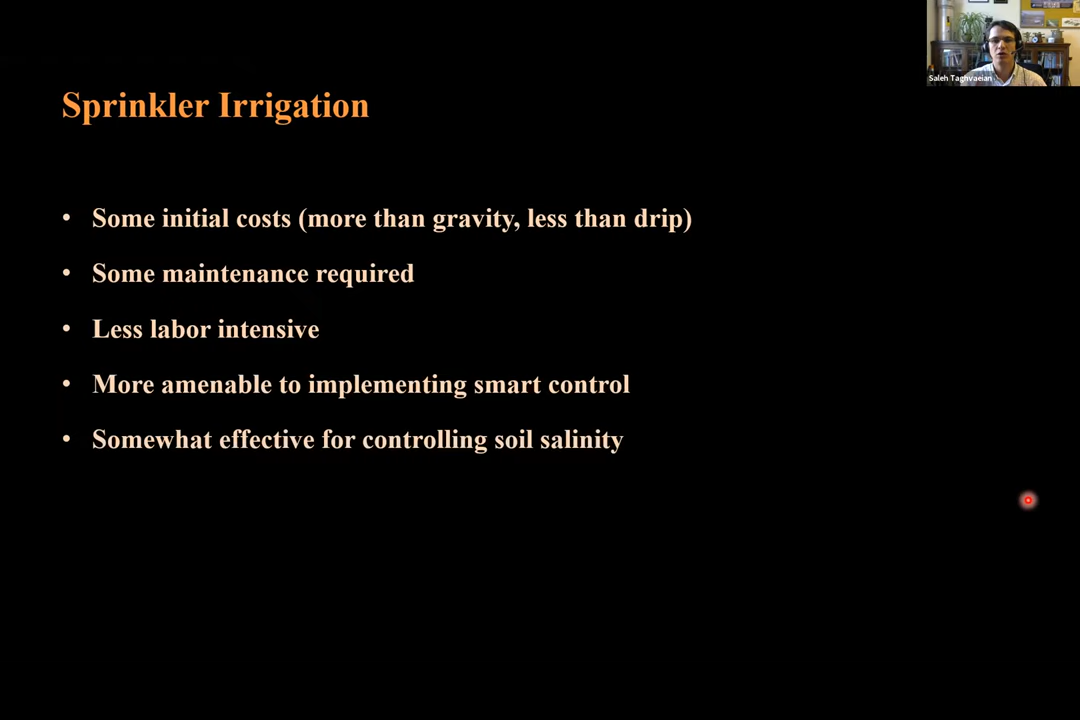 Saleh Taghvaeian
Sprinkler Irrigation
• Some initial costs (more than gravity, less than drip)
• Some maintenance required
• Less labor intensive
• More amenable to implementing smart control
• Somewhat effective for controlling soil salinity